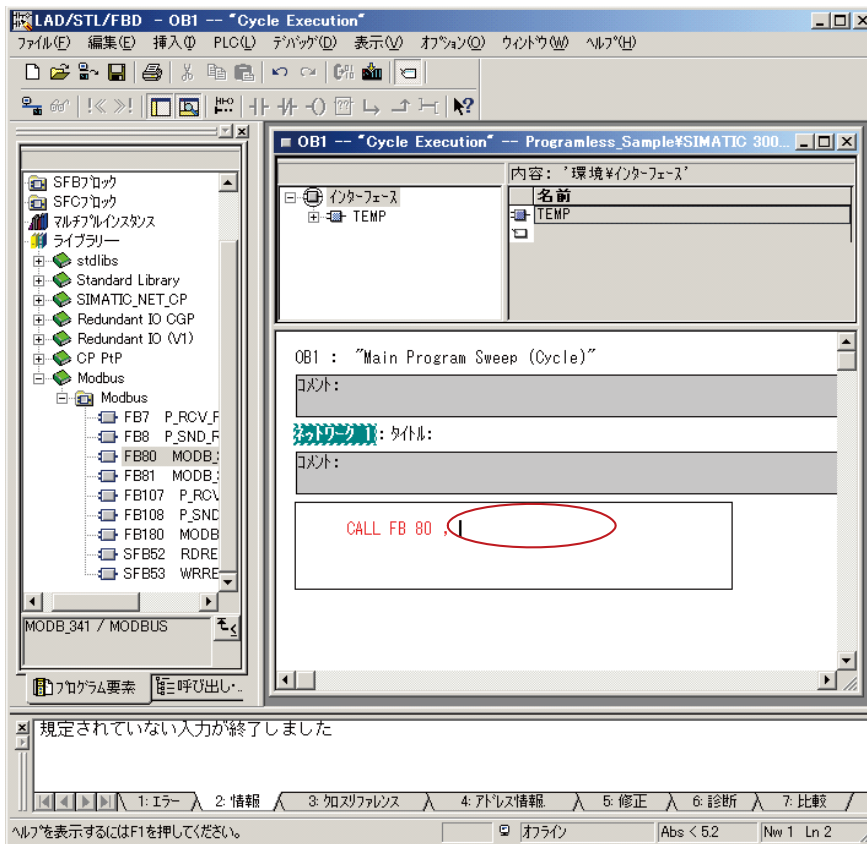 LAD/STL/FBD - OB1 -- "Cycle Execution"
ファイル(F) 編集(E) 挿入(I) PLC(L) デバッグ(D) 表示(V) オプション(O) ウィンドウ(W) ヘルプ(H)
SFBブロック
SFCブロック
マルチプルインスタンス
ライブラリー
stdlibs
Standard Library
SIMATIC_NET_CP
Redundant IO CGP
Redundant IO (V1)
CP PtP
Modbus
Modbus
FB7 P_RCV_R
FB8 P_SND_R
FB80 MODB_
FB81 MODB_
FB107 P_RCV
FB108 P_SND
FB180 MODB
SFB52 RDRE
SFB53 WRRE
MODB_341 / MODBUS
プログラム要素 呼び出し・..
OB1 -- "Cycle Execution" -- Programless_Sample¥SIMATIC 300...
内容: '環境¥インターフェース'
インターフェース
TEMP
名前
TEMP
OB1 : "Main Program Sweep (Cycle)"
コメント:
ネットワーク 1: タイトル:
コメント:
CALL FB 80 ,
規定されていない入力が終了しました
1: エラー 2: 情報 3: クロスリファレンス 4: アドレス情報. 5: 修正 6: 診断 7: 比較
ヘルプを表示するにはF1を押してください。 オフライン Abs < 5.2 Nw 1 Ln 2